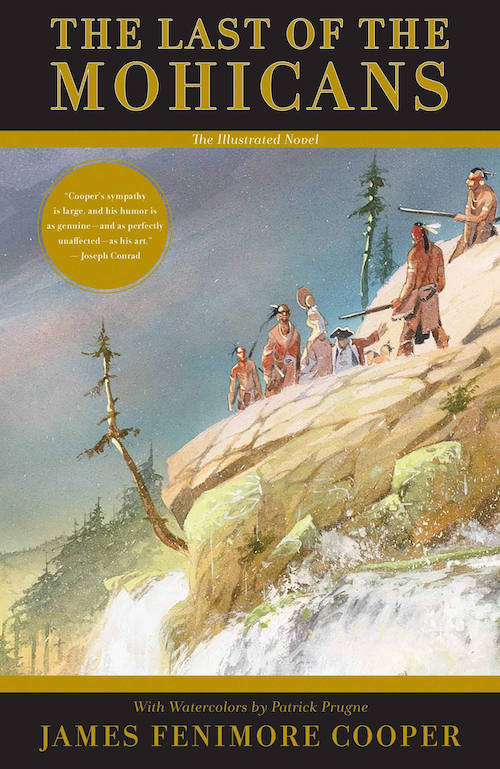 THE LAST OF THE
MOHICANS
The Illustrated Novel
“Cooper’s sympathy
is large, and his humor is
as genuine—and as perfectly
unaffected—as his art.”
— Joseph Conrad
With Watercolors by Patrick Prugne
JAMES FENIMORE COOPER